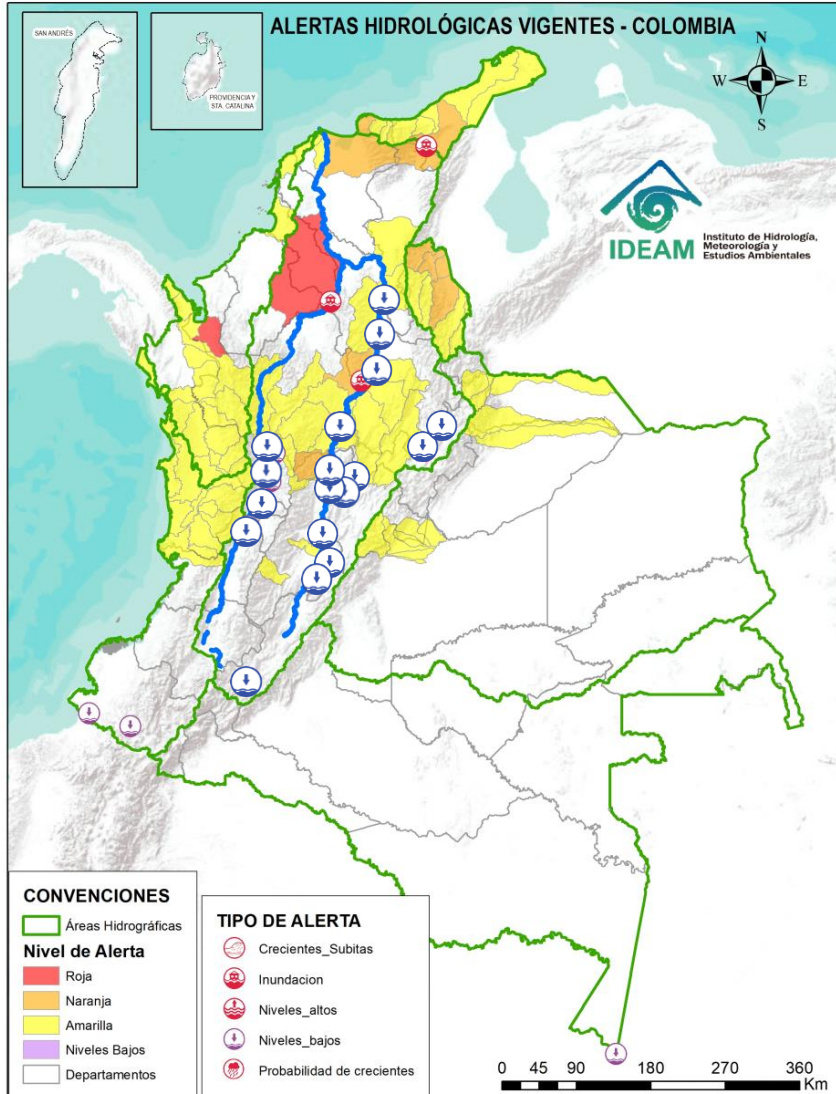 ALERTAS HIDROLÓGICAS VIGENTES - COLOMBIA
SAN ANDRÉS
PROVIDENCIA Y
STA. CATALINA
N
W
E
S
IDEAM
Instituto de Hidrología,
Meteorología y
Estudios Ambientales
CONVENCIONES
Áreas Hidrográficas
Nivel de Alerta
Roja
Naranja
Amarilla
Niveles Bajos
Departamentos
TIPO DE ALERTA
Crecientes_Subitas
Inundacion
Niveles_altos
Niveles_bajos
Probabilidad de crecientes
0 45 90 180 270 360
Km